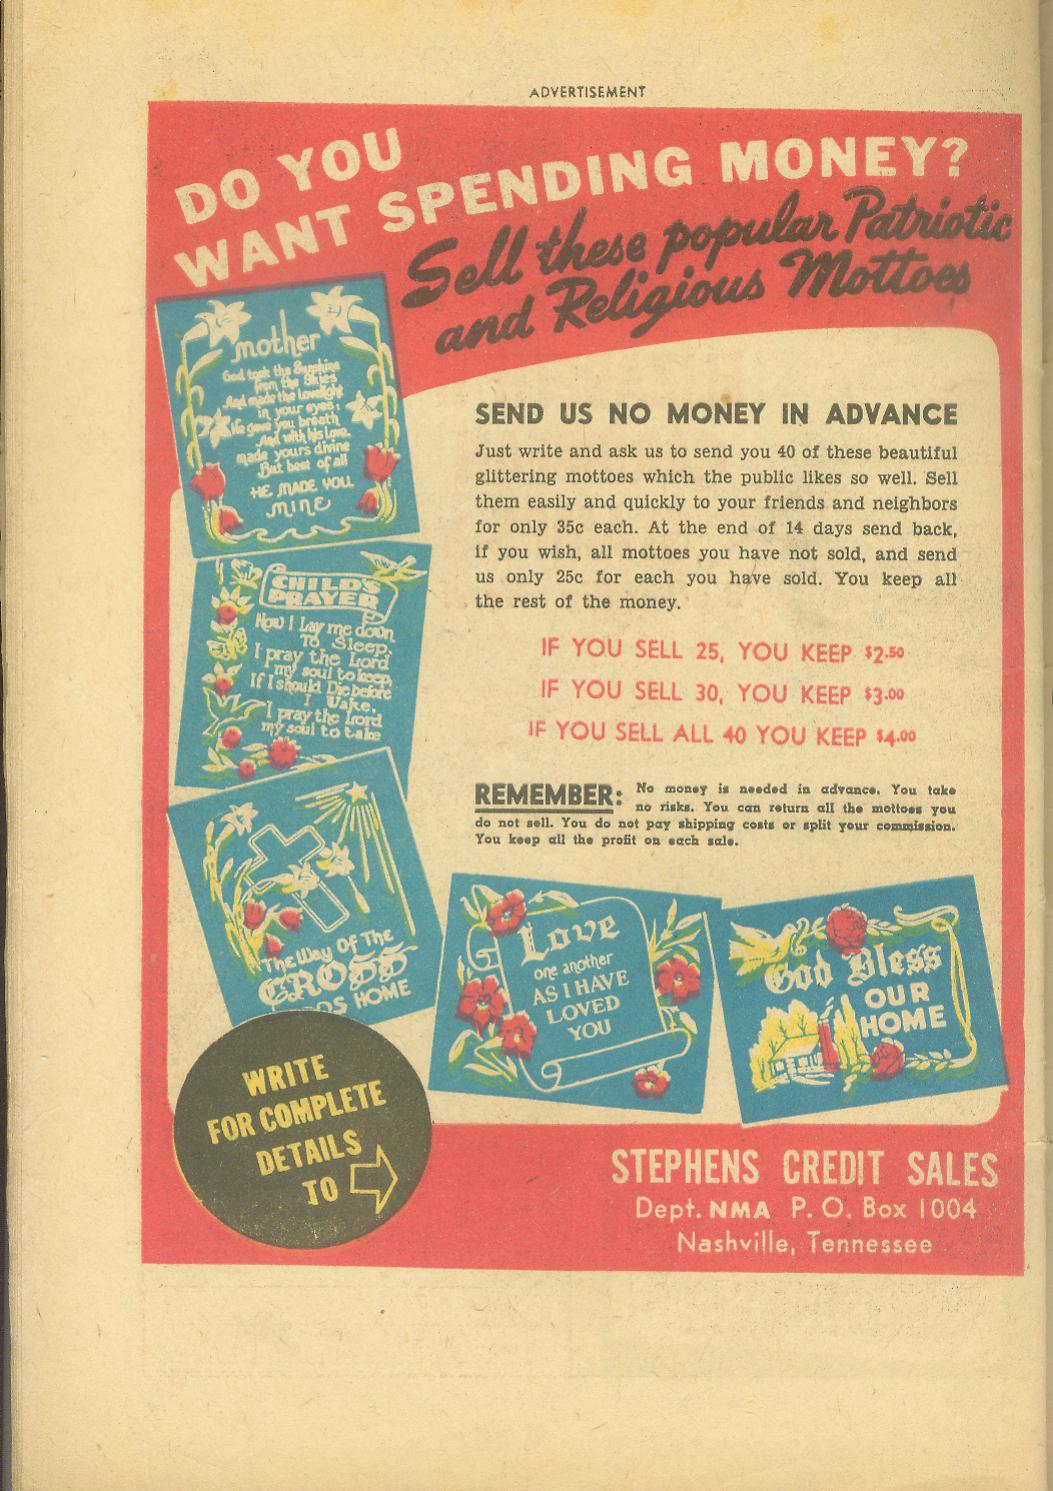 ADVERTISEMENT
DO YOU
WANT SPENDING MONEY?
Sell these popular Patriotic
and Religious Mottoes
mother
God took the Sunshine
from the Skies
And made the Lovelight
in your eyes;
He gave you breath
And with his Love,
made yours divine
But best of all
HE MADE YOU
MINE
CHILD'S
PRAYER
Now I Lay me down
To Sleep.
I pray the Lord
my soul to keep,
If I should Die before
I Wake,
I pray the Lord
my soul to take
The Way Of The
CROSS
HOME
SEND US NO MONEY IN ADVANCE
Just write and ask us to send you 40 of these beautiful
glittering mottoes which the public likes so well. Sell
them easily and quickly to your friends and neighbors
for only 35c each. At the end of 14 days send back,
if you wish, all mottoes you have not sold, and send
us only 25c for each you have sold. You keep all
the rest of the money.
IF YOU SELL 25, YOU KEEP $2.50
IF YOU SELL 30, YOU KEEP $3.00
IF YOU SELL ALL 40 YOU KEEP $4.00
REMEMBER: No money is needed in advance. You take
no risks. You can return all the mottoes you
do not sell. You do not pay shipping costs or split your commission.
You keep all the profit on each sale.
Love
one another
AS I HAVE
LOVED
YOU
God Bless
OUR
HOME
WRITE
FOR COMPLETE
DETAILS
TO
STEPHENS CREDIT SALES
Dept. NMA P. O. Box 1004
Nashville, Tennessee